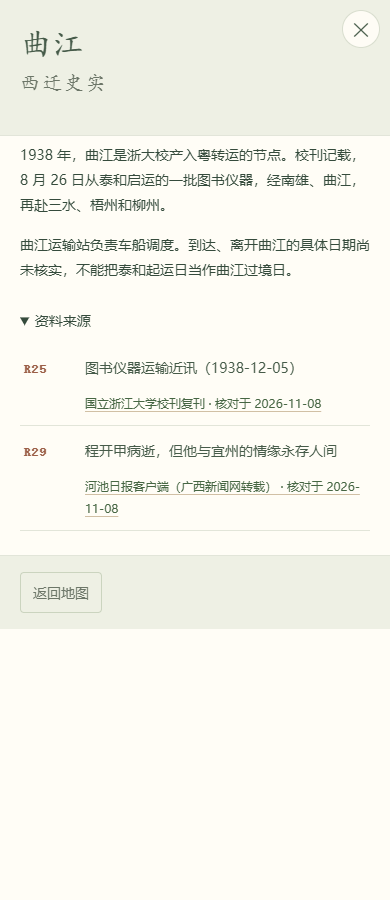 曲江
西迁史实
1938 年，曲江是浙大校产入粤转运的节点。校刊记载，
8 月 26 日从泰和启运的一批图书仪器，经南雄、曲江，
再赴三水、梧州和柳州。
曲江运输站负责车船调度。到达、离开曲江的具体日期尚
未核实，不能把泰和起运日当作曲江过境日。
▼ 资料来源
R25
图书仪器运输近讯（1938-12-05）
国立浙江大学校刊复刊 · 核对于 2026-11-08
R29
程开甲病逝，但他与宜州的情缘永存人间
河池日报客户端（广西新闻网转载） · 核对于 2026-
11-08
返回地图